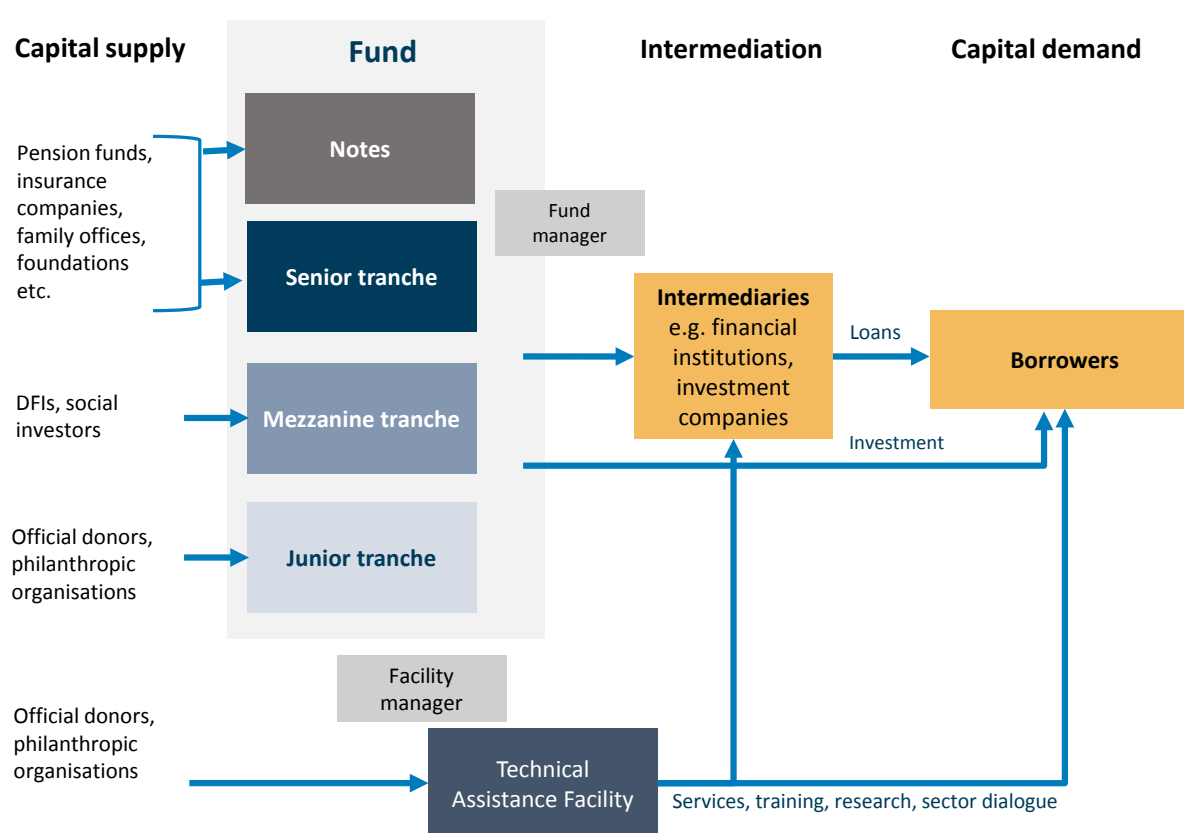 Capital supply
Fund
Intermediation
Capital demand
Pension funds,
insurance
companies,
family offices,
foundations
etc.
Notes
Fund
manager
Senior tranche
Intermediaries
e.g. financial
institutions,
investment
companies
Loans
Borrowers
DFIs, social
investors
Mezzanine tranche
Investment
Official donors,
philanthropic
organisations
Junior tranche
Facility
manager
Official donors,
philanthropic
organisations
Technical
Assistance Facility
Services, training, research, sector dialogue